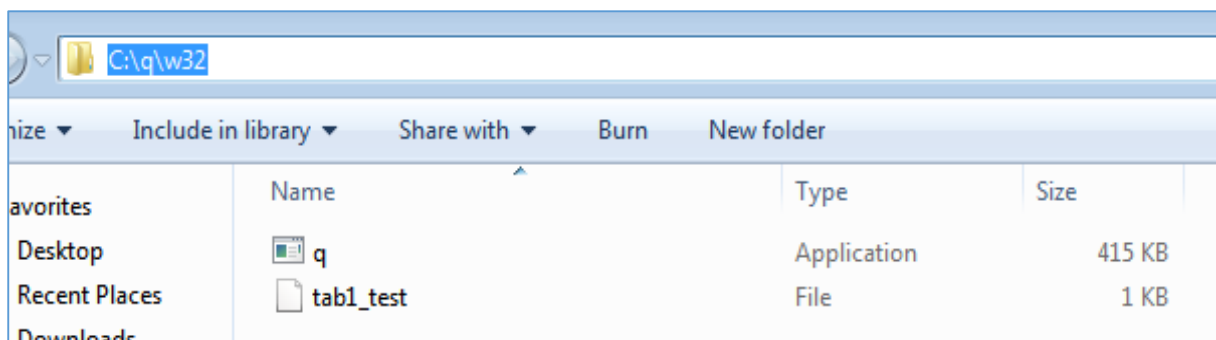 C:\q\w32
nize Include in library Share with Burn New folder
Name Type Size
avorites
Desktop
q Application 415 KB
Recent Places
tab1_test File 1 KB
Downloads